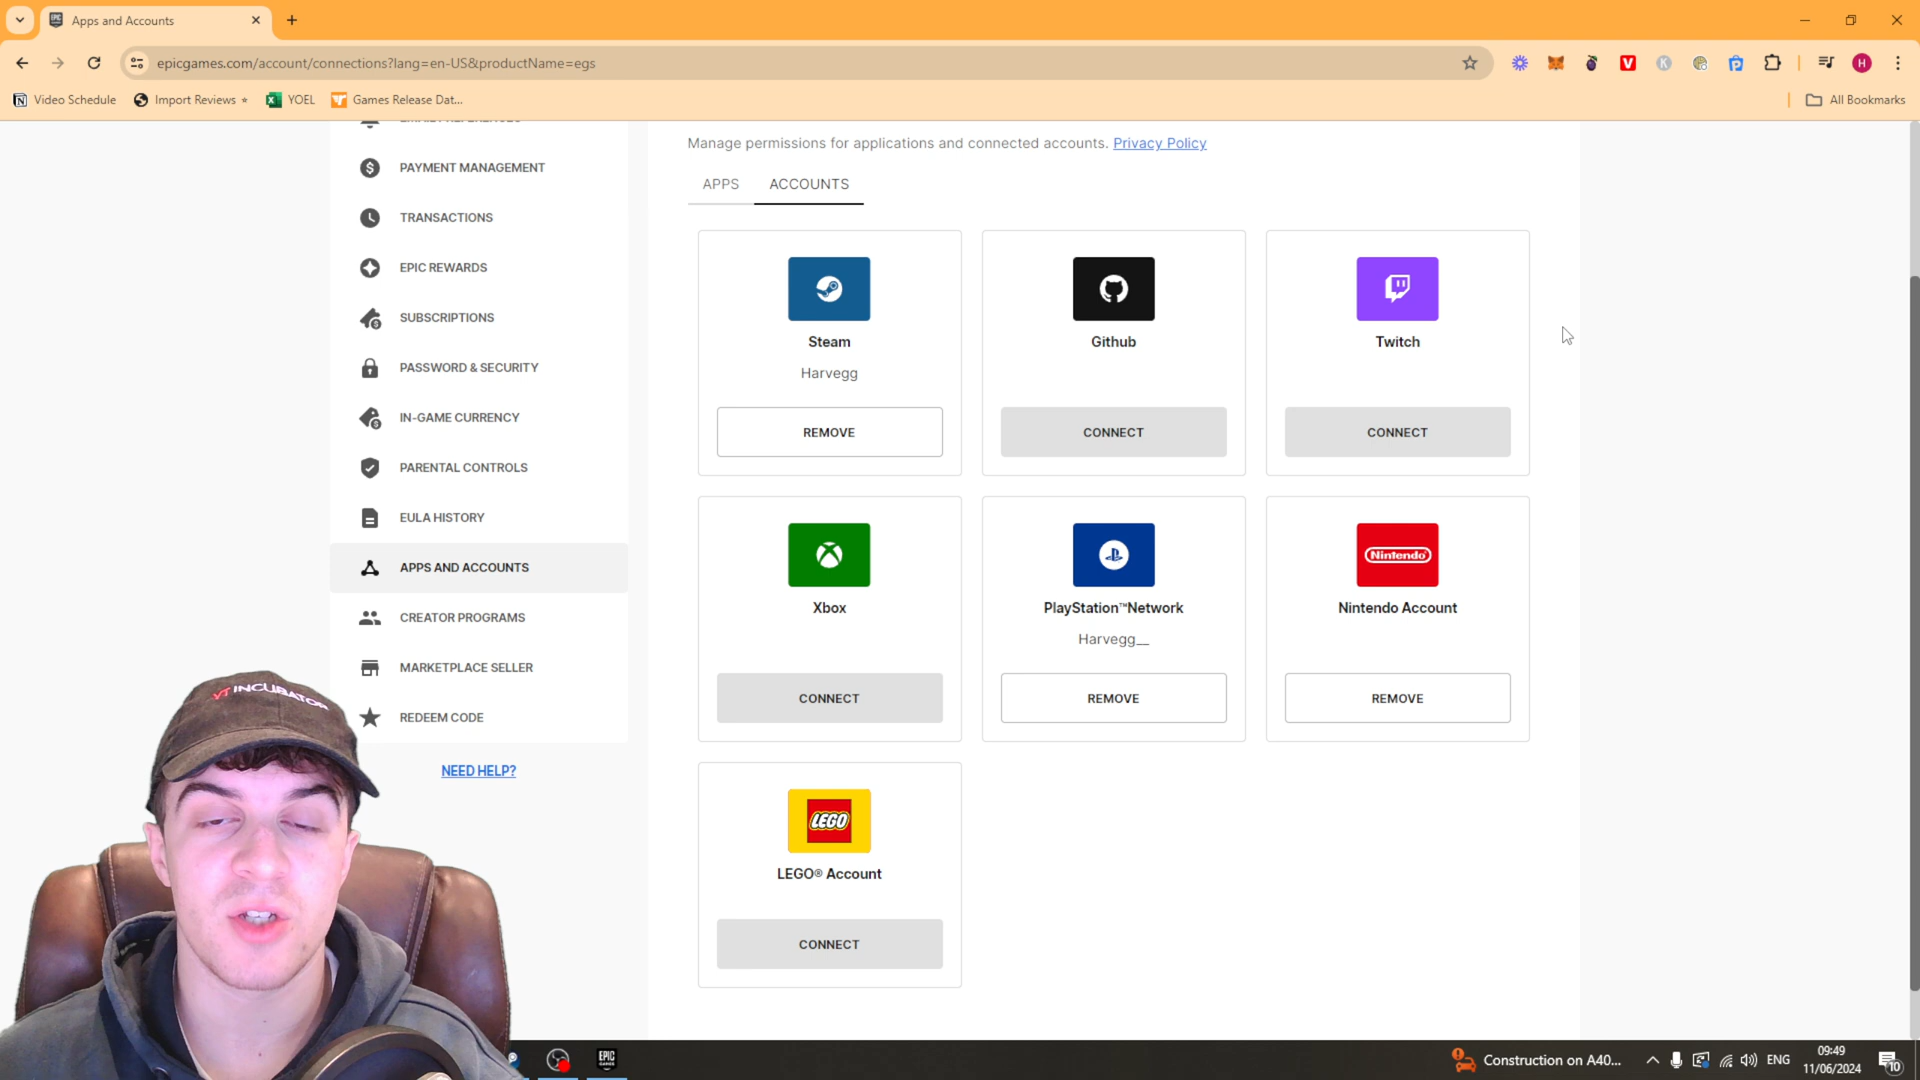 Apps and Accounts
epicgames.com/account/connections?lang=en-US&productName=egs
H
Video Schedule
Import Reviews
YOEL
Games Release Dat...
All Bookmarks
Manage permissions for applications and connected accounts. Privacy Policy
APPS
ACCOUNTS
PAYMENT MANAGEMENT
TRANSACTIONS
EPIC REWARDS
SUBSCRIPTIONS
PASSWORD & SECURITY
IN-GAME CURRENCY
PARENTAL CONTROLS
EULA HISTORY
APPS AND ACCOUNTS
CREATOR PROGRAMS
MARKETPLACE SELLER
REDEEM CODE
NEED HELP?
Steam
Harvegg
REMOVE
Github
CONNECT
Twitch
CONNECT
Xbox
CONNECT
PlayStation™Network
Harvegg__
REMOVE
Nintendo
Nintendo Account
REMOVE
LEGO
LEGO® Account
CONNECT
YT INCUBATOR
EPIC GAMES
Construction on A40...
ENG
09:49
11/06/2024
10